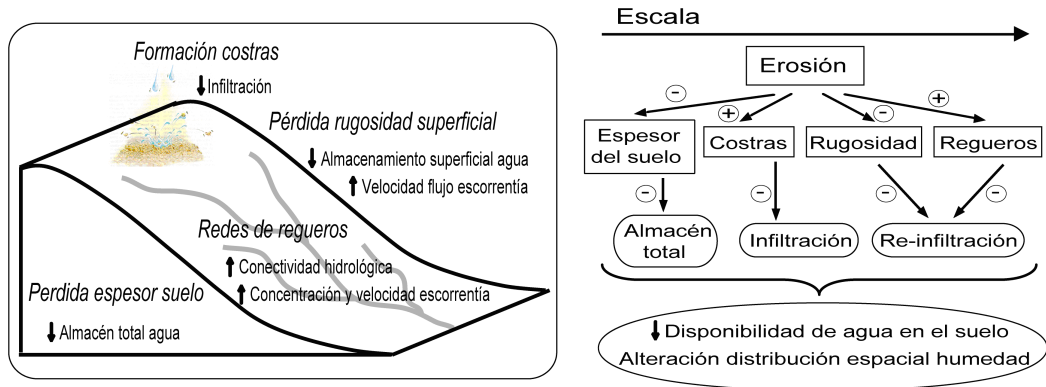 Formación costras
Infiltración
Pérdida rugosidad superficial
Almacenamiento superficial agua
Velocidad flujo escorrentía
Redes de regueros
Conectividad hidrológica
Concentración y velocidad escorrentía
Perdida espesor suelo
Almacén total agua
Escala
Erosión
- + - +
Espesor
del suelo
Costras
Rugosidad
Regueros
- - - -
Almacén
total
Infiltración
Re-infiltración
Disponibilidad de agua en el suelo
Alteración distribución espacial humedad